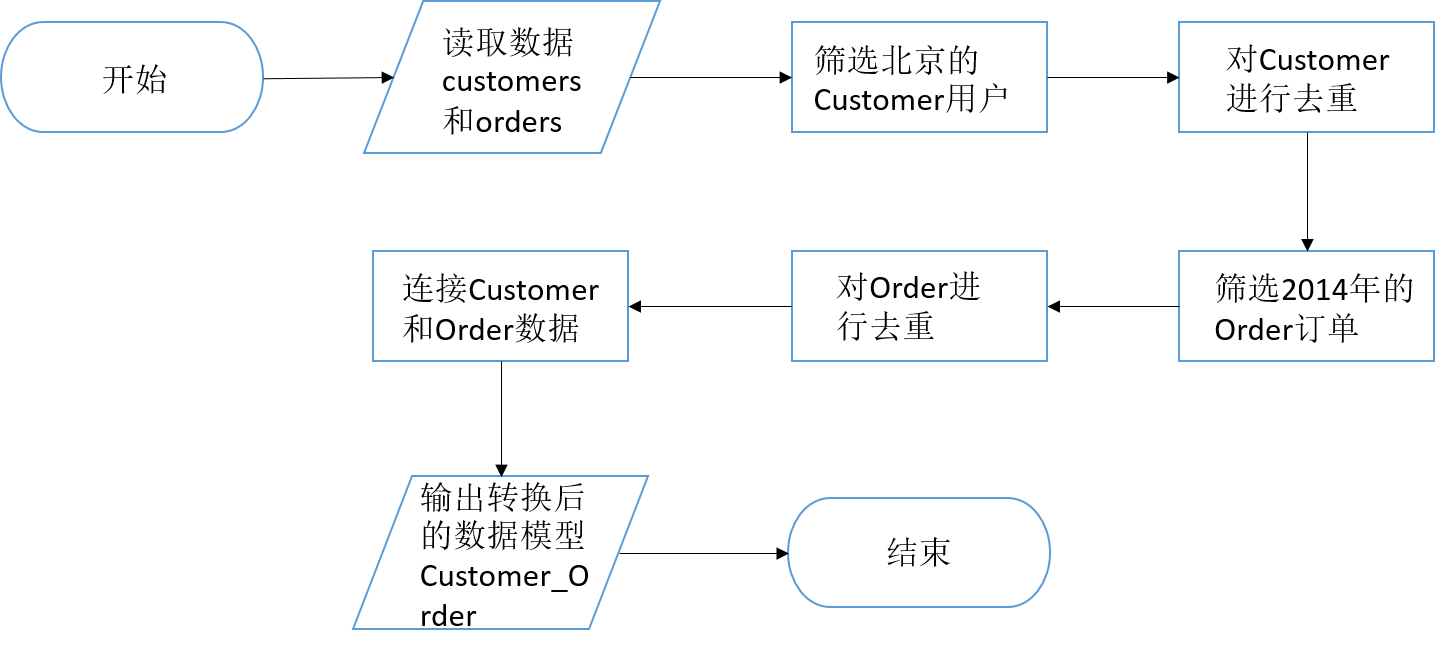 开始
读取数据
customers
和orders
筛选北京的
Customer用户
对Customer
进行去重
筛选2014年的
Order订单
对Order进
行去重
连接Customer
和Order数据
输出转换后
的数据模型
Customer_O
rder
结束